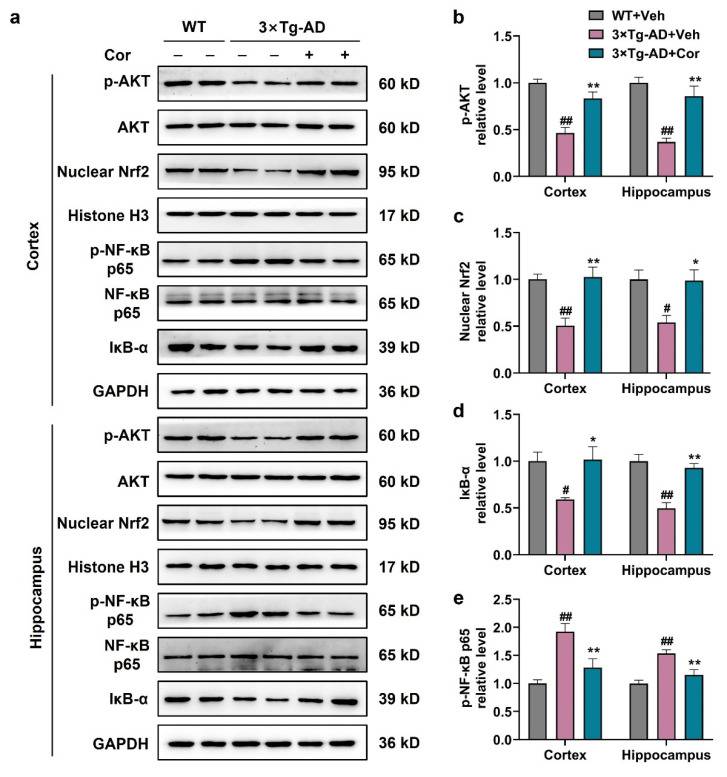 a
WT 3×Tg-AD
Cor – – – – + +
Cortex
p-AKT 60 kD
AKT 60 kD
Nuclear Nrf2 95 kD
Histone H3 17 kD
p-NF-κB
p65 65 kD
NF-κB
p65 65 kD
IκB-α 39 kD
GAPDH 36 kD
Hippocampus
p-AKT 60 kD
AKT 60 kD
Nuclear Nrf2 95 kD
Histone H3 17 kD
p-NF-κB
p65 65 kD
NF-κB
p65 65 kD
IκB-α 39 kD
GAPDH 36 kD
WT+Veh
3×Tg-AD+Veh
3×Tg-AD+Cor
b
p-AKT
relative level
1.5
1.0
0.5
0.0
## ** ## **
Cortex Hippocampus
c
Nuclear Nrf2
relative level
1.5
1.0
0.5
0.0
## ** # *
Cortex Hippocampus
d
IκB-α
relative level
1.5
1.0
0.5
0.0
# * ## **
Cortex Hippocampus
e
p-NF-κB p65
relative level
2.5
2.0
1.5
1.0
0.5
0.0
## ** ## **
Cortex Hippocampus